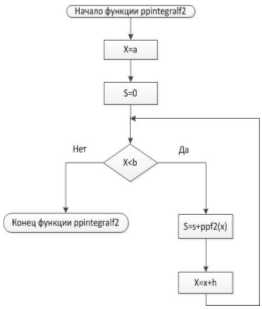 Начало функции ppintegralf2
X=a
S=0
Нет
Да
X<b
Конец функции ppintegralf2
S=s+ppf2(x)
X=x+h